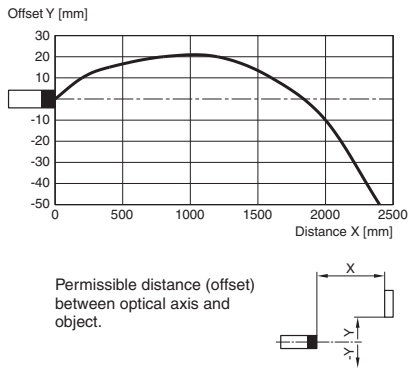 Offset Y [mm]
30
20
10
-10
-20
-30
-40
-50
0 500 1000 1500 2000 2500
Distance X [mm]
Permissible distance (offset)
between optical axis and
object.
X
Y
-Y